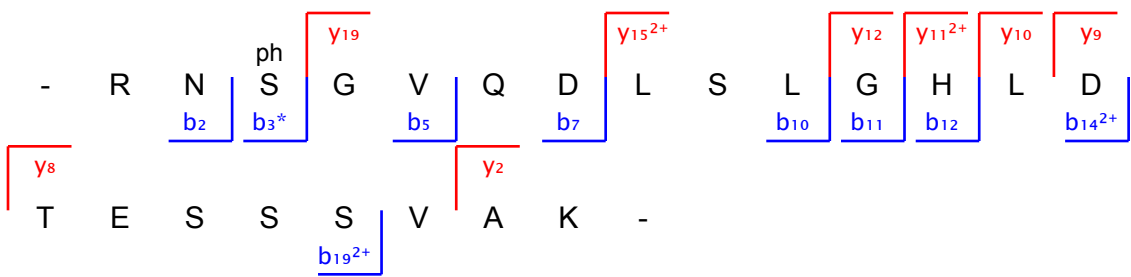 y19 y15²⁺ y12 y11²⁺ y10 y9
ph
- R N S G V Q D L S L G H L D
b2 b3* b5 b7 b10 b11 b12 b14²⁺
y8 y2
T E S S S V A K -
b19²⁺